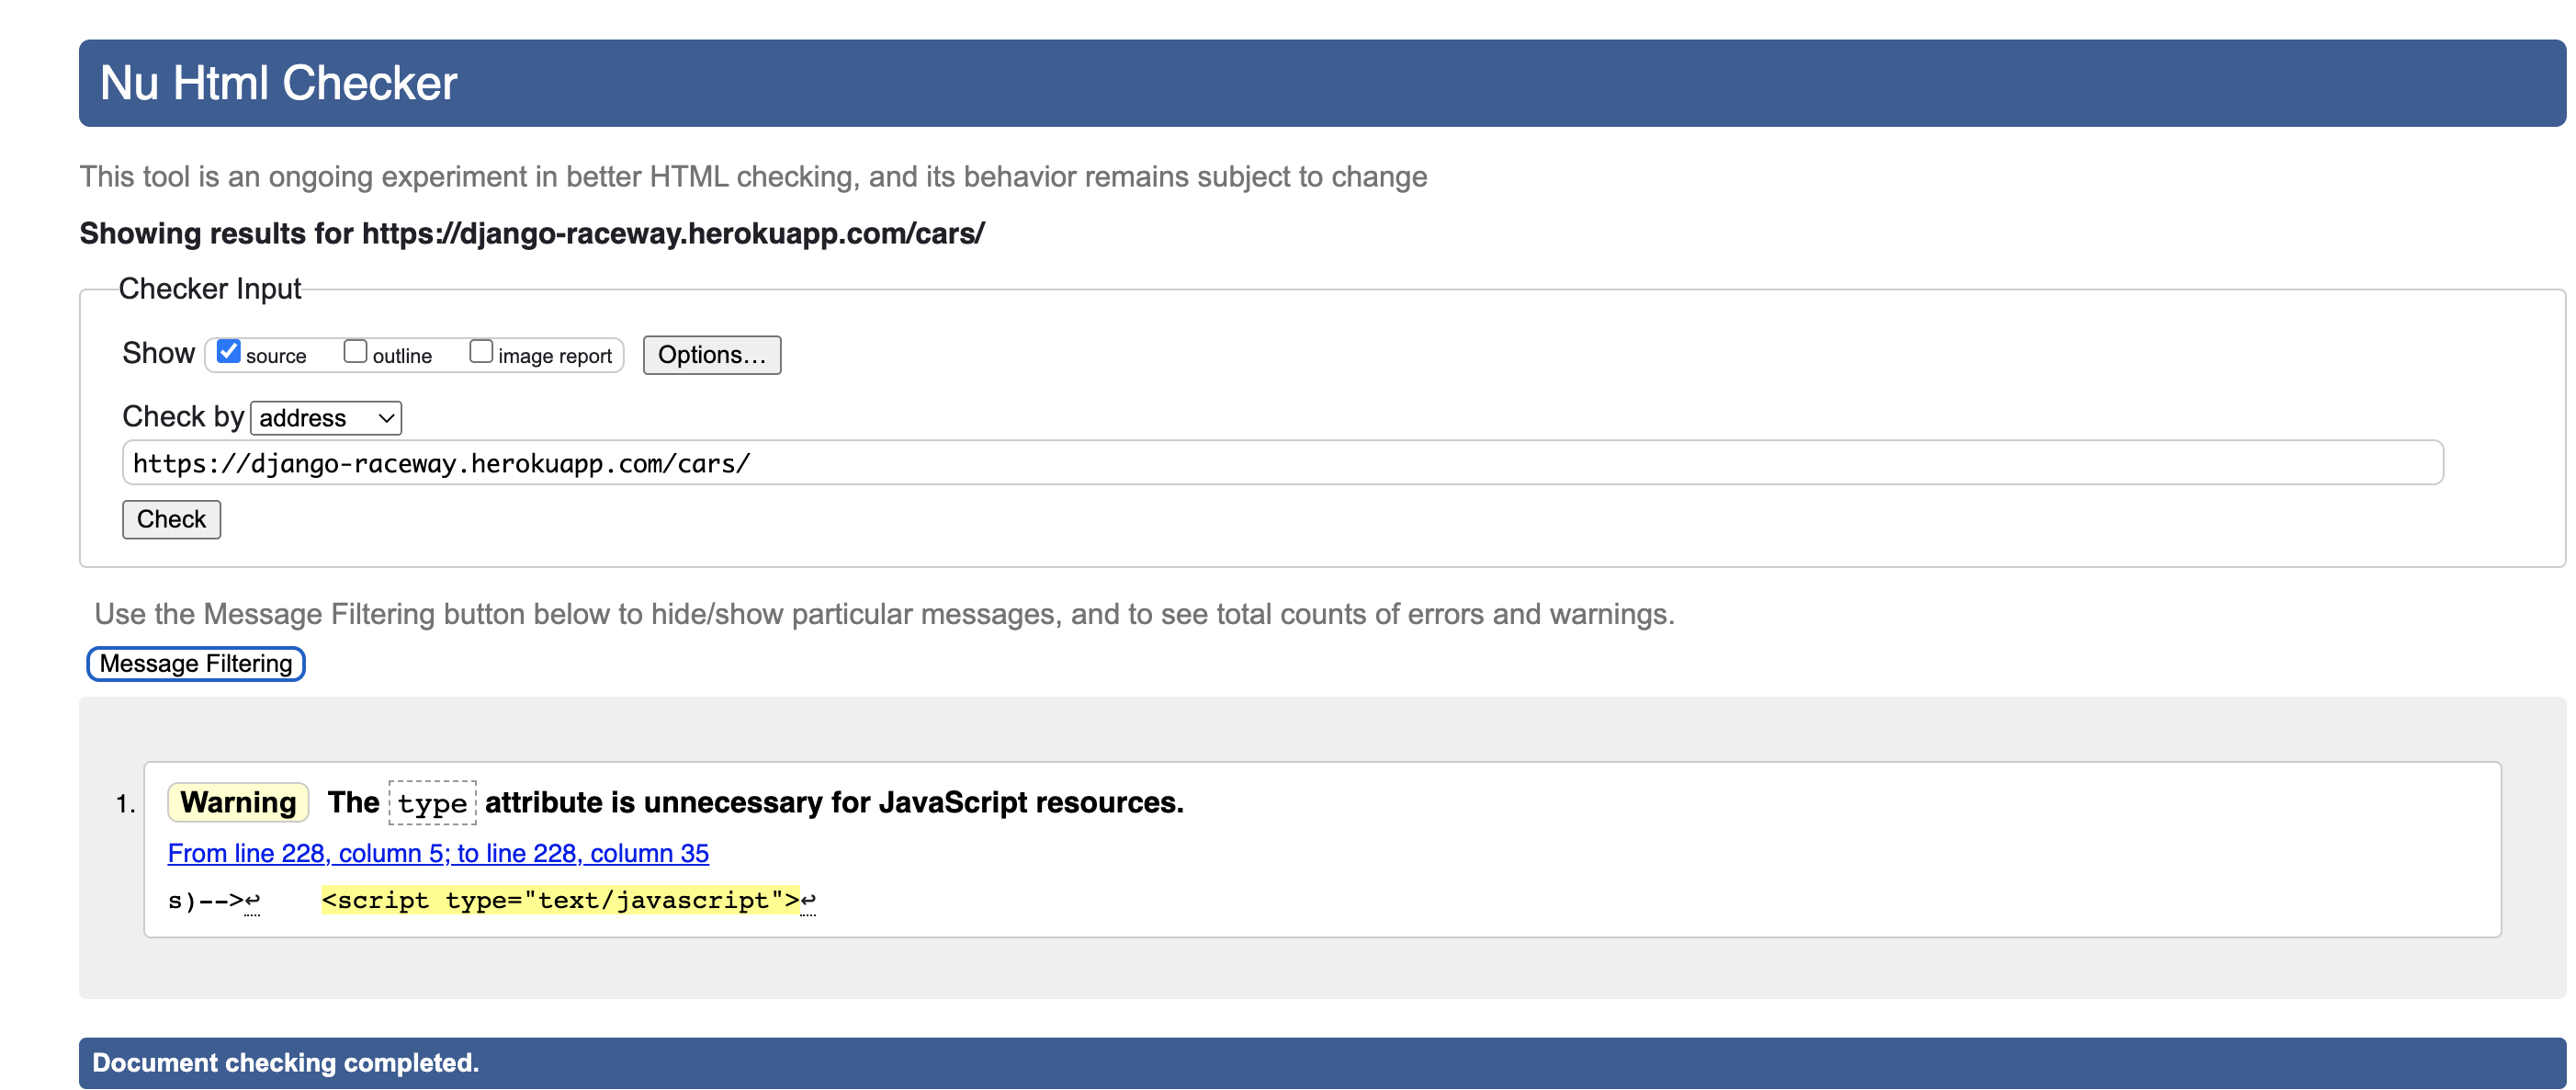 Nu Html Checker
This tool is an ongoing experiment in better HTML checking, and its behavior remains subject to change
Showing results for https://django-raceway.herokuapp.com/cars/
Checker Input
Show source outline image report Options...
Check by address
https://django-raceway.herokuapp.com/cars/
Check
Use the Message Filtering button below to hide/show particular messages, and to see total counts of errors and warnings.
Message Filtering
1. Warning The type attribute is unnecessary for JavaScript resources.
From line 228, column 5; to line 228, column 35
s)-->↩ <script type="text/javascript">↩
Document checking completed.